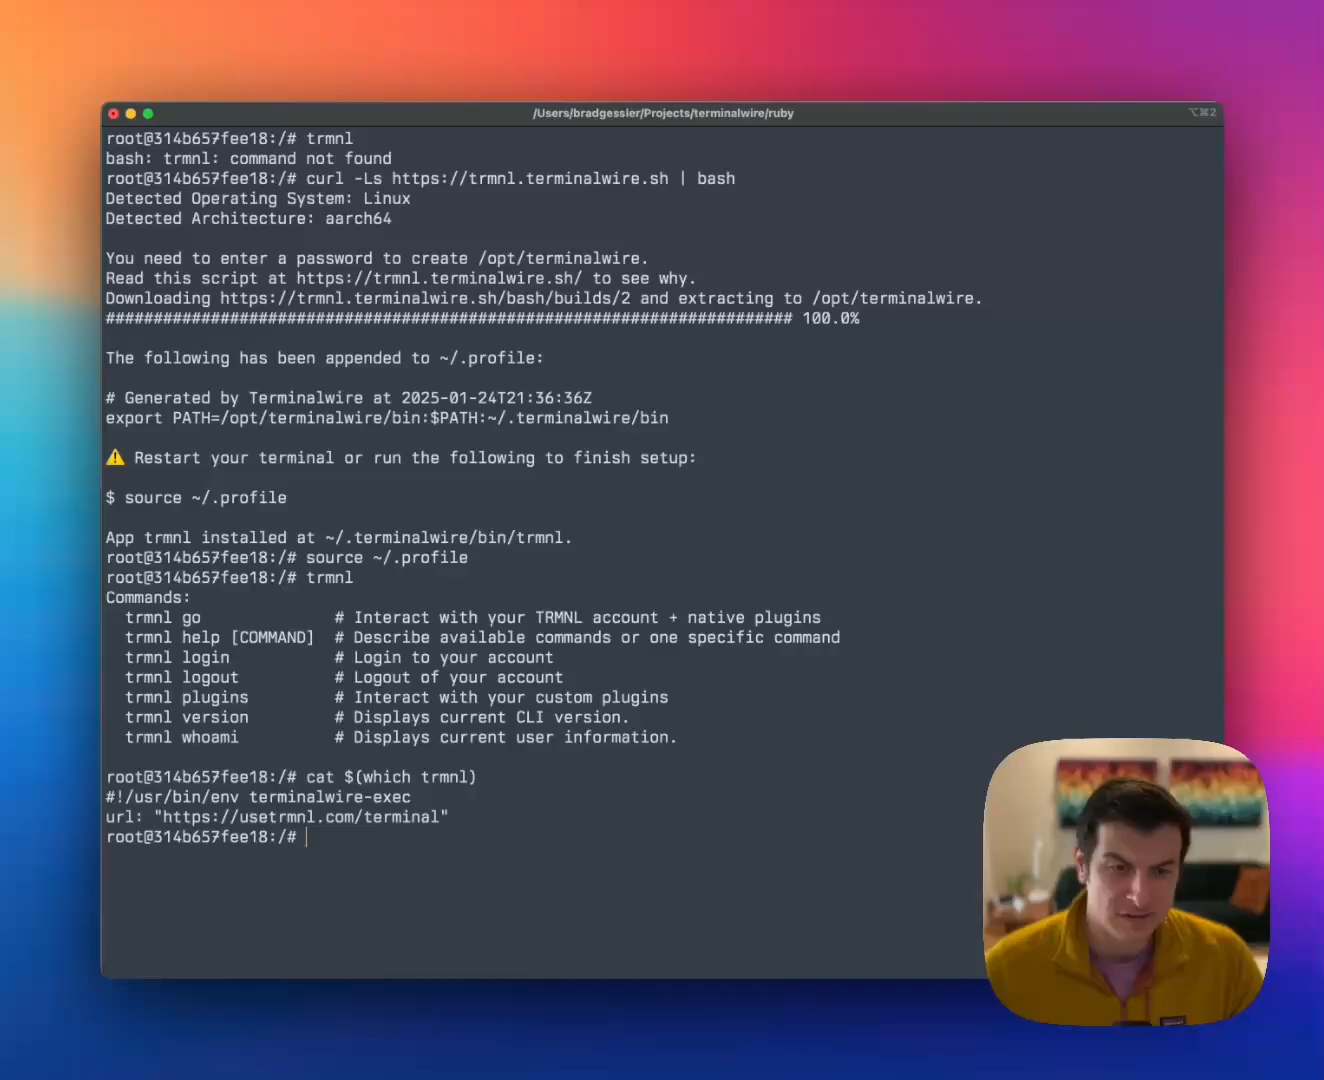 /Users/bradgessler/Projects/terminalwire/ruby
⌥⌘2
root@314b657fee18:/# trmnl
bash: trmnl: command not found
root@314b657fee18:/# curl -Ls https://trmnl.terminalwire.sh | bash
Detected Operating System: Linux
Detected Architecture: aarch64
You need to enter a password to create /opt/terminalwire.
Read this script at https://trmnl.terminalwire.sh/ to see why.
Downloading https://trmnl.terminalwire.sh/bash/builds/2 and extracting to /opt/terminalwire.
######################################################################## 100.0%
The following has been appended to ~/.profile:
# Generated by Terminalwire at 2025-01-24T21:36:36Z
export PATH=/opt/terminalwire/bin:$PATH:~/.terminalwire/bin
⚠️ Restart your terminal or run the following to finish setup:
$ source ~/.profile
App trmnl installed at ~/.terminalwire/bin/trmnl.
root@314b657fee18:/# source ~/.profile
root@314b657fee18:/# trmnl
Commands:
trmnl go # Interact with your TRMNL account + native plugins
trmnl help [COMMAND] # Describe available commands or one specific command
trmnl login # Login to your account
trmnl logout # Logout of your account
trmnl plugins # Interact with your custom plugins
trmnl version # Displays current CLI version.
trmnl whoami # Displays current user information.
root@314b657fee18:/# cat $(which trmnl)
#!/usr/bin/env terminalwire-exec
url: "https://usetrmnl.com/terminal"
root@314b657fee18:/#